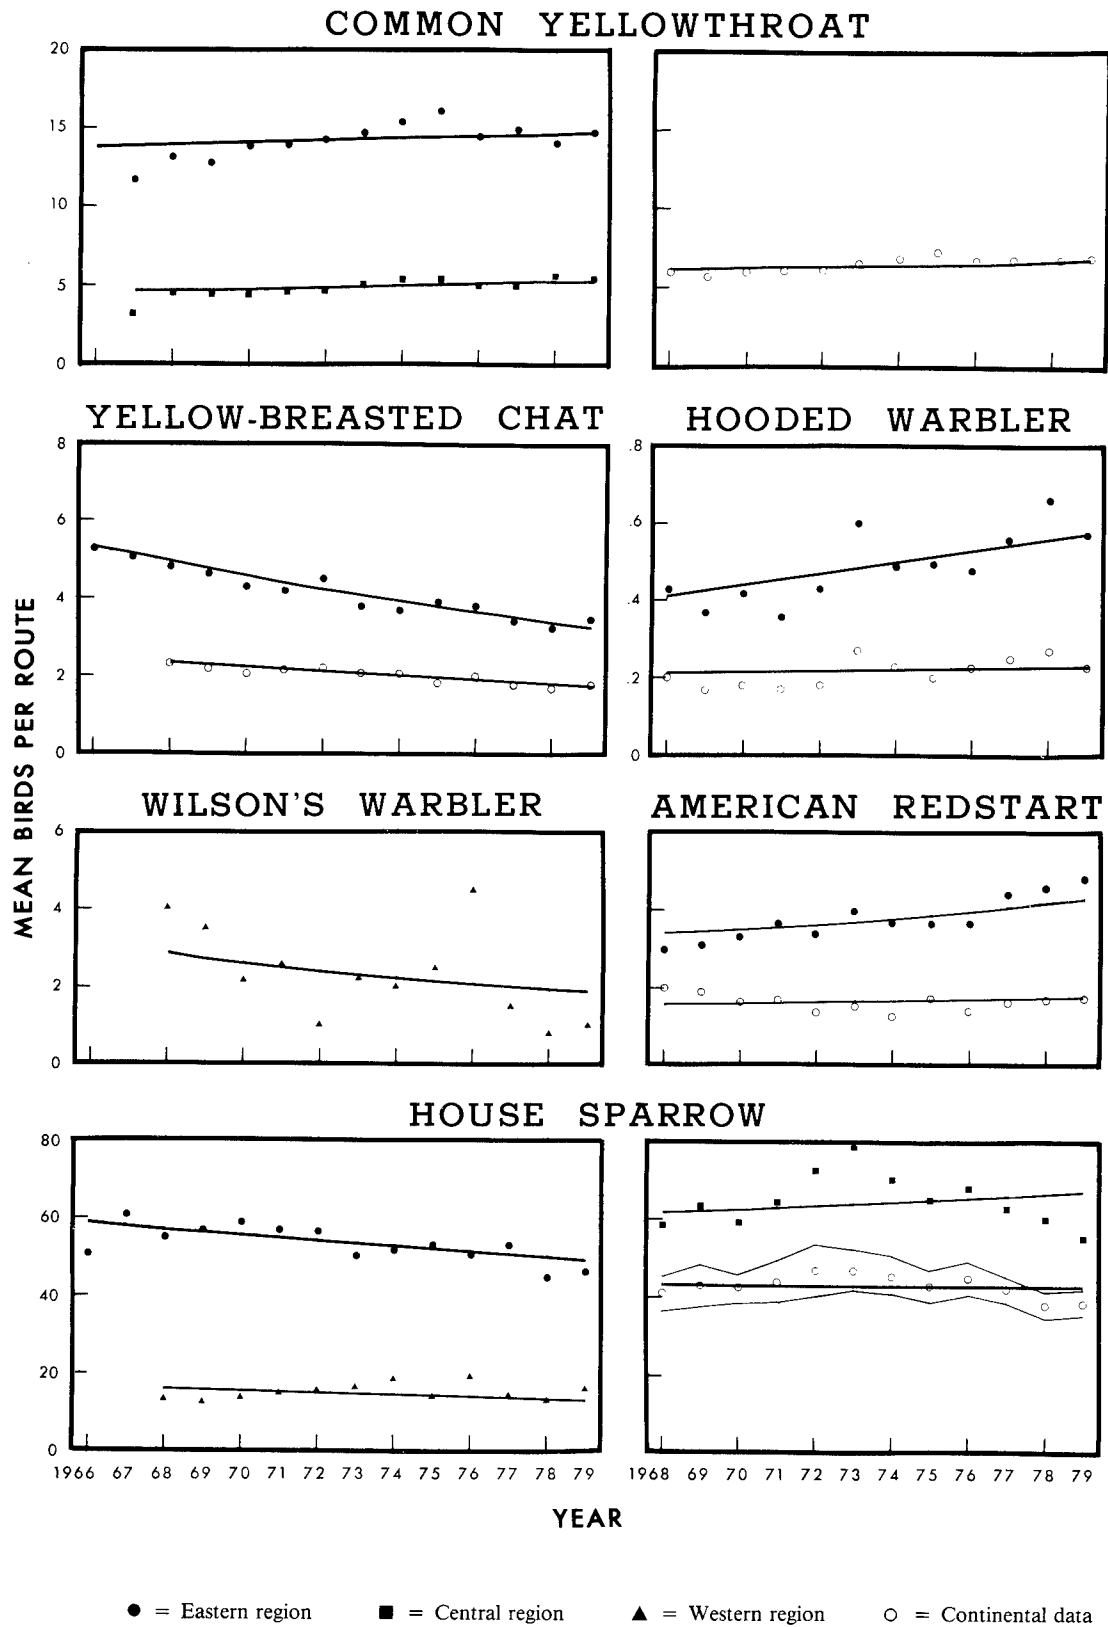 COMMON YELLOWTHROAT
20
15
10
5
0
YELLOW-BREASTED CHAT
HOODED WARBLER
8
6
4
2
0
.8
.6
.4
.2
0
WILSON'S WARBLER
AMERICAN REDSTART
6
4
2
0
MEAN BIRDS PER ROUTE
HOUSE SPARROW
80
60
40
20
0
1966 67 68 69 70 71 72 73 74 75 76 77 78 79
1968 69 70 71 72 73 74 75 76 77 78 79
YEAR
● = Eastern region ■ = Central region ▲ = Western region ○ = Continental data